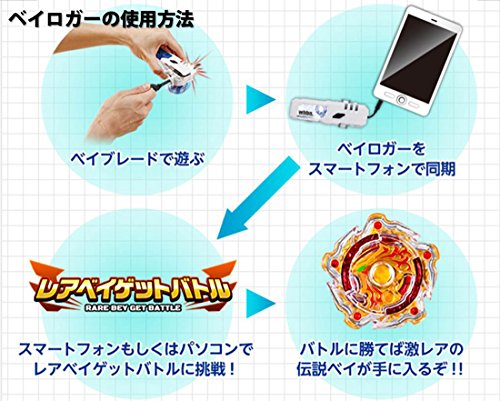 ベイロガーの使用方法
ベイブレードで遊ぶ
ベイロガーを
スマートフォンで同期
レアベイゲットバトル
RARE BEY GET BATTLE
スマートフォンもしくはパソコンで
レアベイゲットバトルに挑戦！
バトルに勝てば激レアの
伝説ベイが手に入るぞ！！